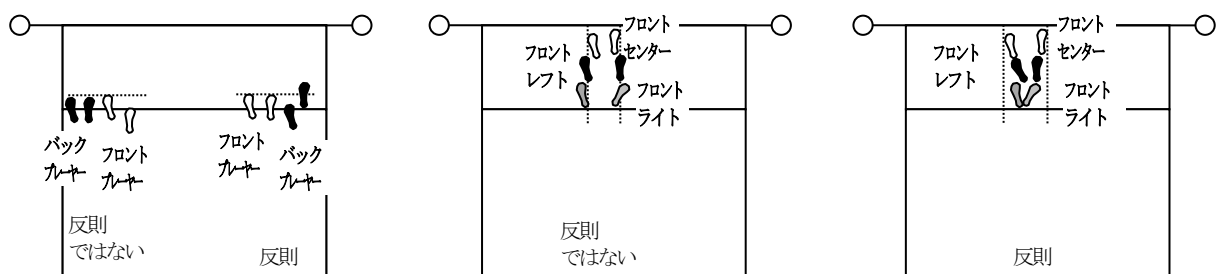 バック
プレーヤー
フロント
プレーヤー
フロント
プレーヤー
バック
プレーヤー
反則
ではない
反則
フロント
レフト
フロント
センター
フロント
ライト
反則
ではない
フロント
レフト
フロント
センター
フロント
ライト
反則